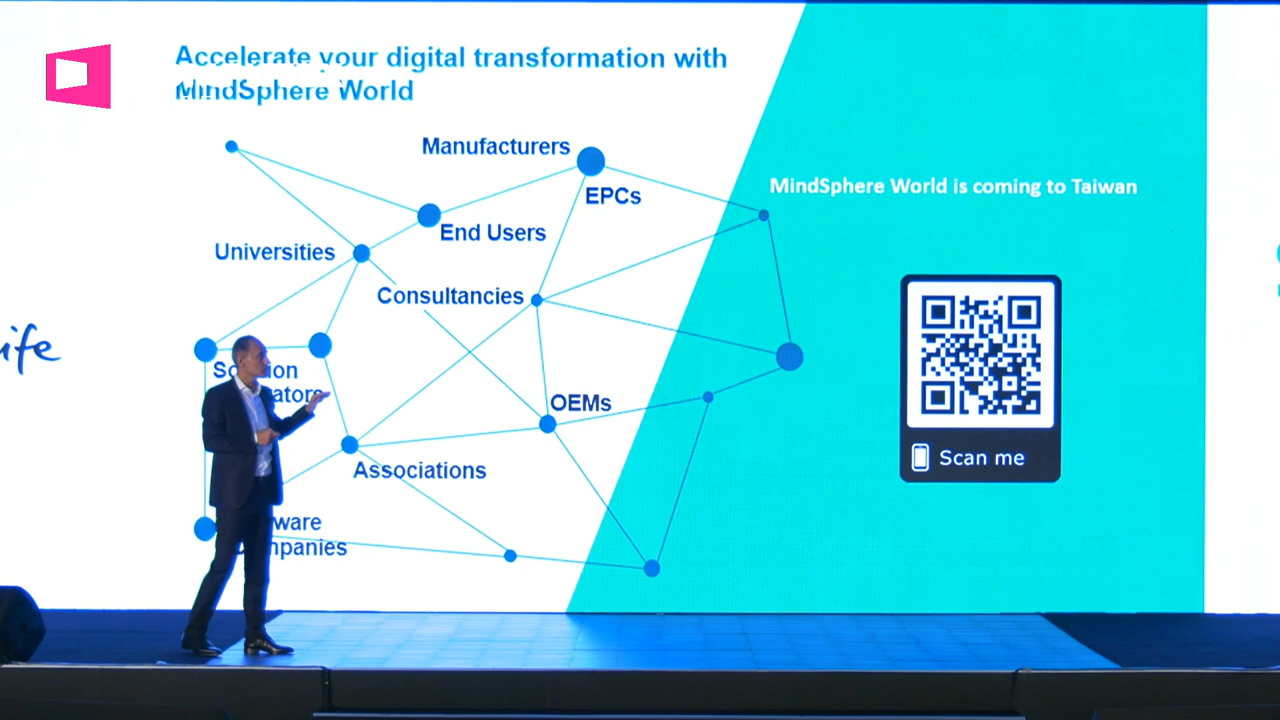 Accelerate your digital transformation with
MindSphere World
Manufacturers
EPCs
MindSphere World is coming to Taiwan
End Users
Universities
Consultancies
OEMs
Associations
Scan me